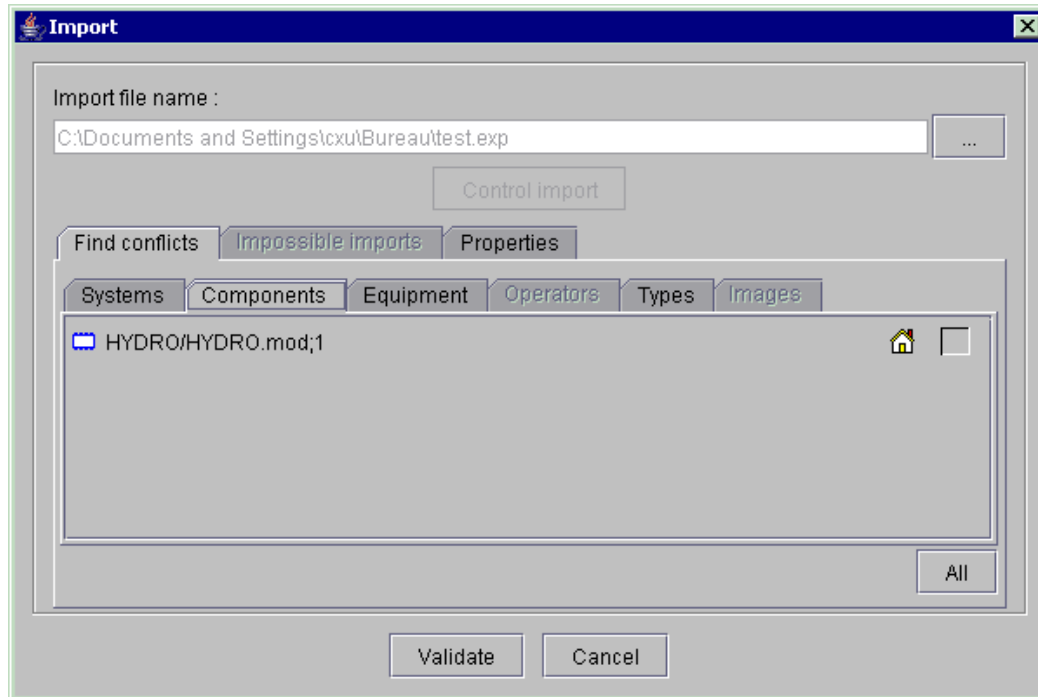 Import
Import file name :
C:\Documents and Settings\cxu\Bureau\test.exp
...
Control import
Find conflicts Impossible imports Properties
Systems Components Equipment Operators Types Images
HYDRO/HYDRO.mod;1
All
Validate Cancel